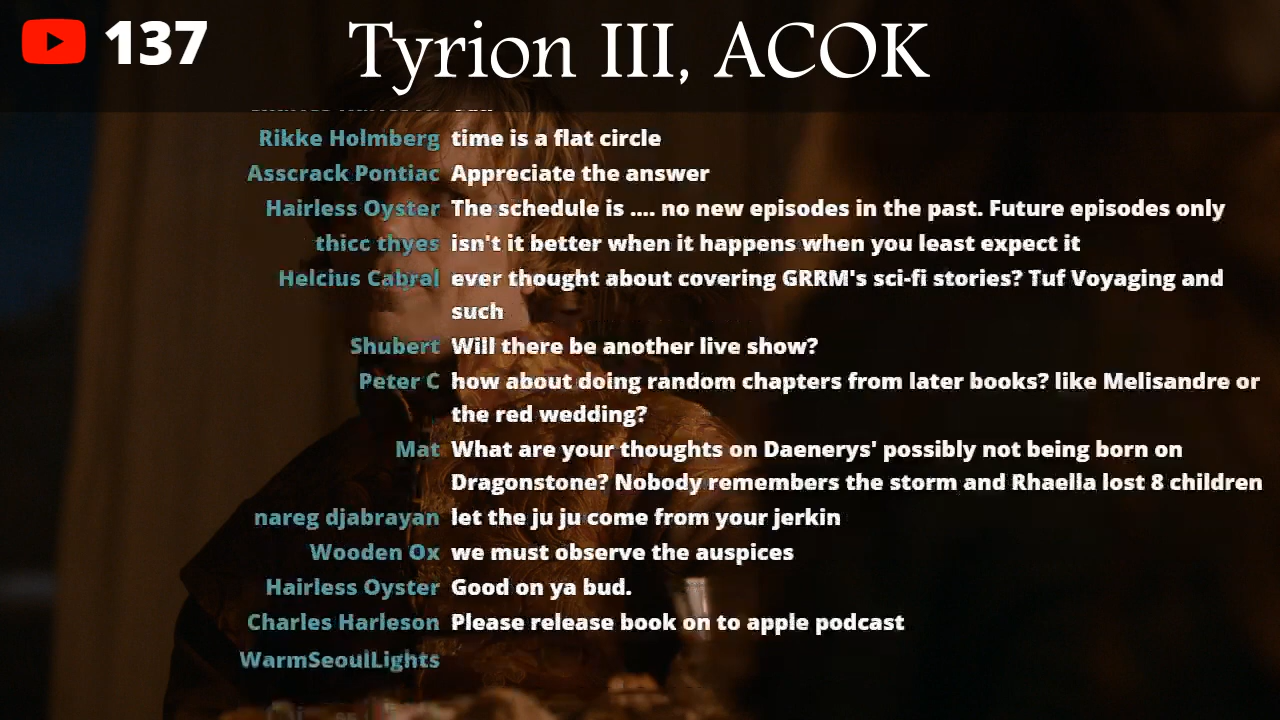 137
Tyrion III, ACOK
Rikke Holmberg time is a flat circle
Asscrack Pontiac Appreciate the answer
Hairless Oyster The schedule is .... no new episodes in the past. Future episodes only
thicc thyes isn't it better when it happens when you least expect it
Helcius Cabral ever thought about covering GRRM's sci-fi stories? Tuf Voyaging and
such
Shubert Will there be another live show?
Peter C how about doing random chapters from later books? like Melisandre or
the red wedding?
Mat What are your thoughts on Daenerys' possibly not being born on
Dragonstone? Nobody remembers the storm and Rhaella lost 8 children
nareg djabrayan let the ju ju come from your jerkin
Wooden Ox we must observe the auspices
Hairless Oyster Good on ya bud.
Charles Harleson Please release book on to apple podcast
WarmSeoulLights